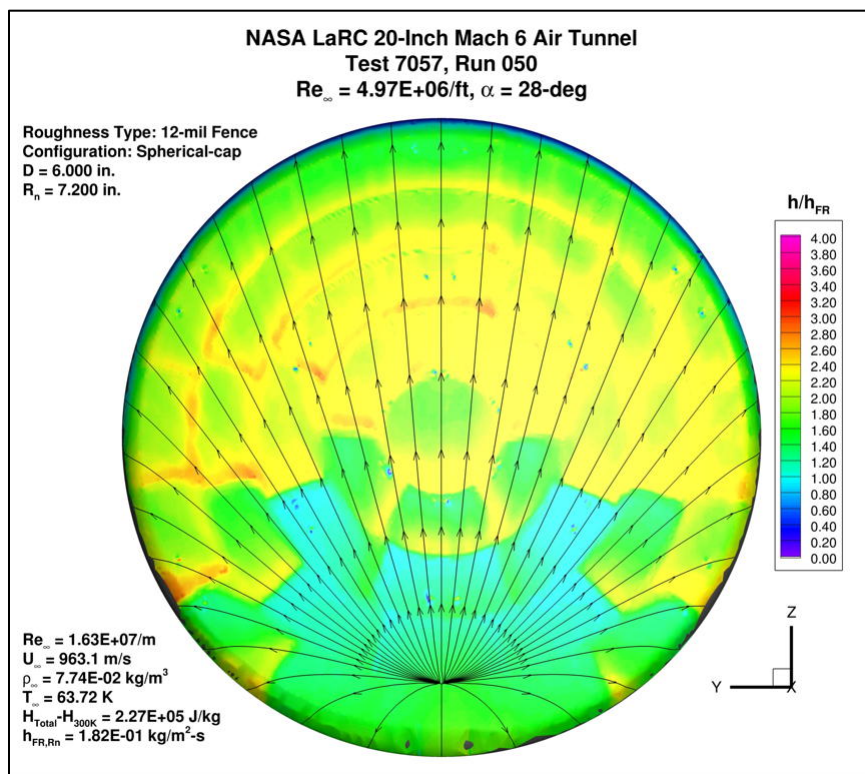 NASA LaRC 20-Inch Mach 6 Air Tunnel
Test 7057, Run 050
Re∞ = 4.97E+06/ft, α = 28-deg
Roughness Type: 12-mil Fence
Configuration: Spherical-cap
D = 6.000 in.
Rn = 7.200 in.
h/hFR
4.00
3.80
3.60
3.40
3.20
3.00
2.80
2.60
2.40
2.20
2.00
1.80
1.60
1.40
1.20
1.00
0.80
0.60
0.40
0.20
0.00
Re∞ = 1.63E+07/m
U∞ = 963.1 m/s
ρ∞ = 7.74E-02 kg/m³
T∞ = 63.72 K
HTotal-H300K = 2.27E+05 J/kg
hFR,Rn = 1.82E-01 kg/m²-s
Z
Y
X